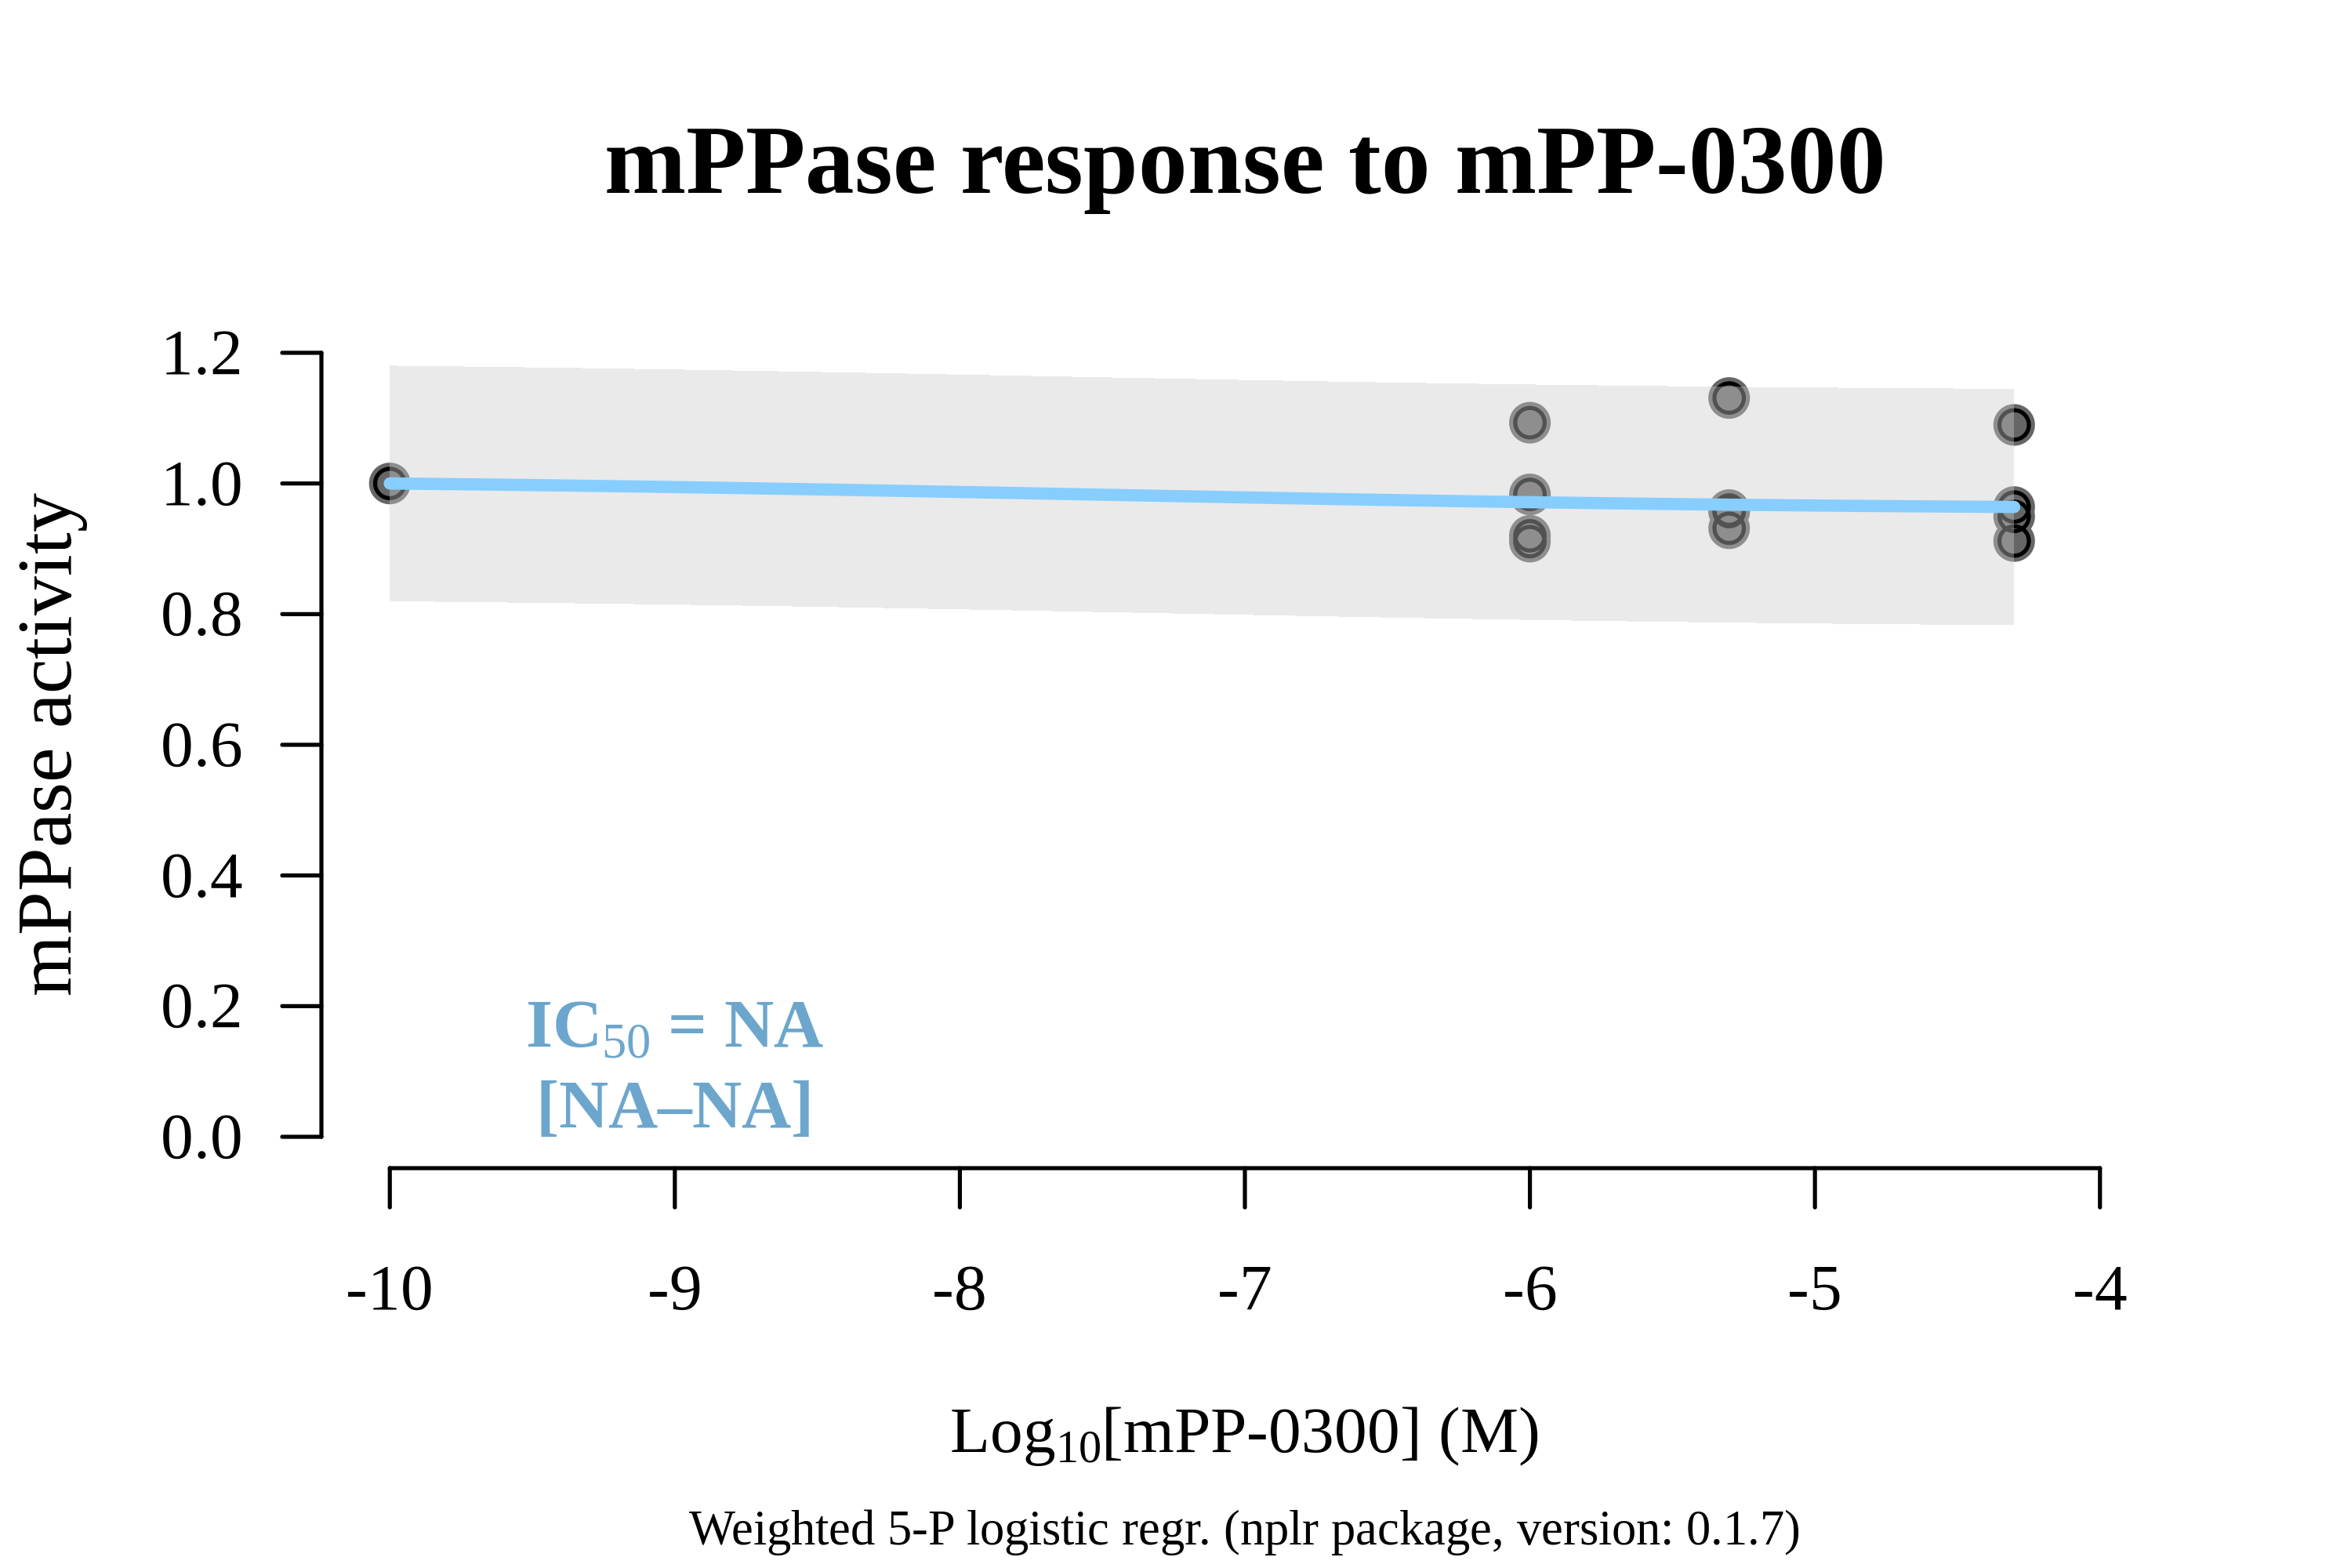 mPPase response to mPP-0300
mPPase activity
1.2
1.0
0.8
0.6
0.4
0.2
0.0
IC50 = NA
[NA–NA]
-10 -9 -8 -7 -6 -5 -4
Log10[mPP-0300] (M)
Weighted 5-P logistic regr. (nplr package, version: 0.1.7)